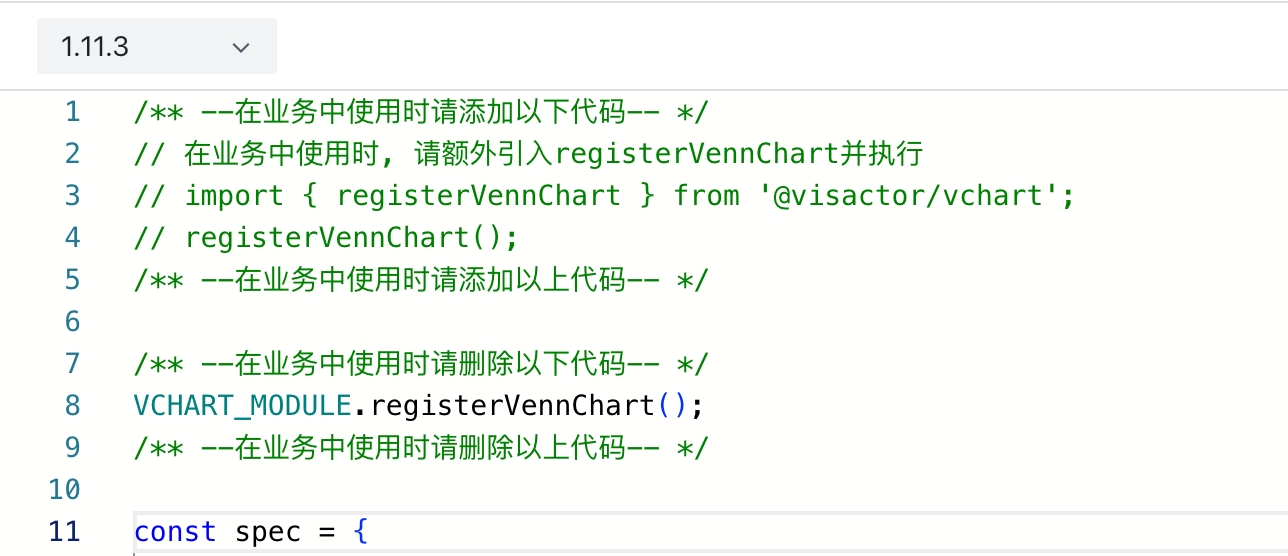 1.11.3
1 /** --在业务中使用时请添加以下代码-- */
2 // 在业务中使用时, 请额外引入registerVennChart并执行
3 // import { registerVennChart } from '@visactor/vchart';
4 // registerVennChart();
5 /** --在业务中使用时请添加以上代码-- */
6
7 /** --在业务中使用时请删除以下代码-- */
8 VCHART_MODULE.registerVennChart();
9 /** --在业务中使用时请删除以上代码-- */
10
11 const spec = {